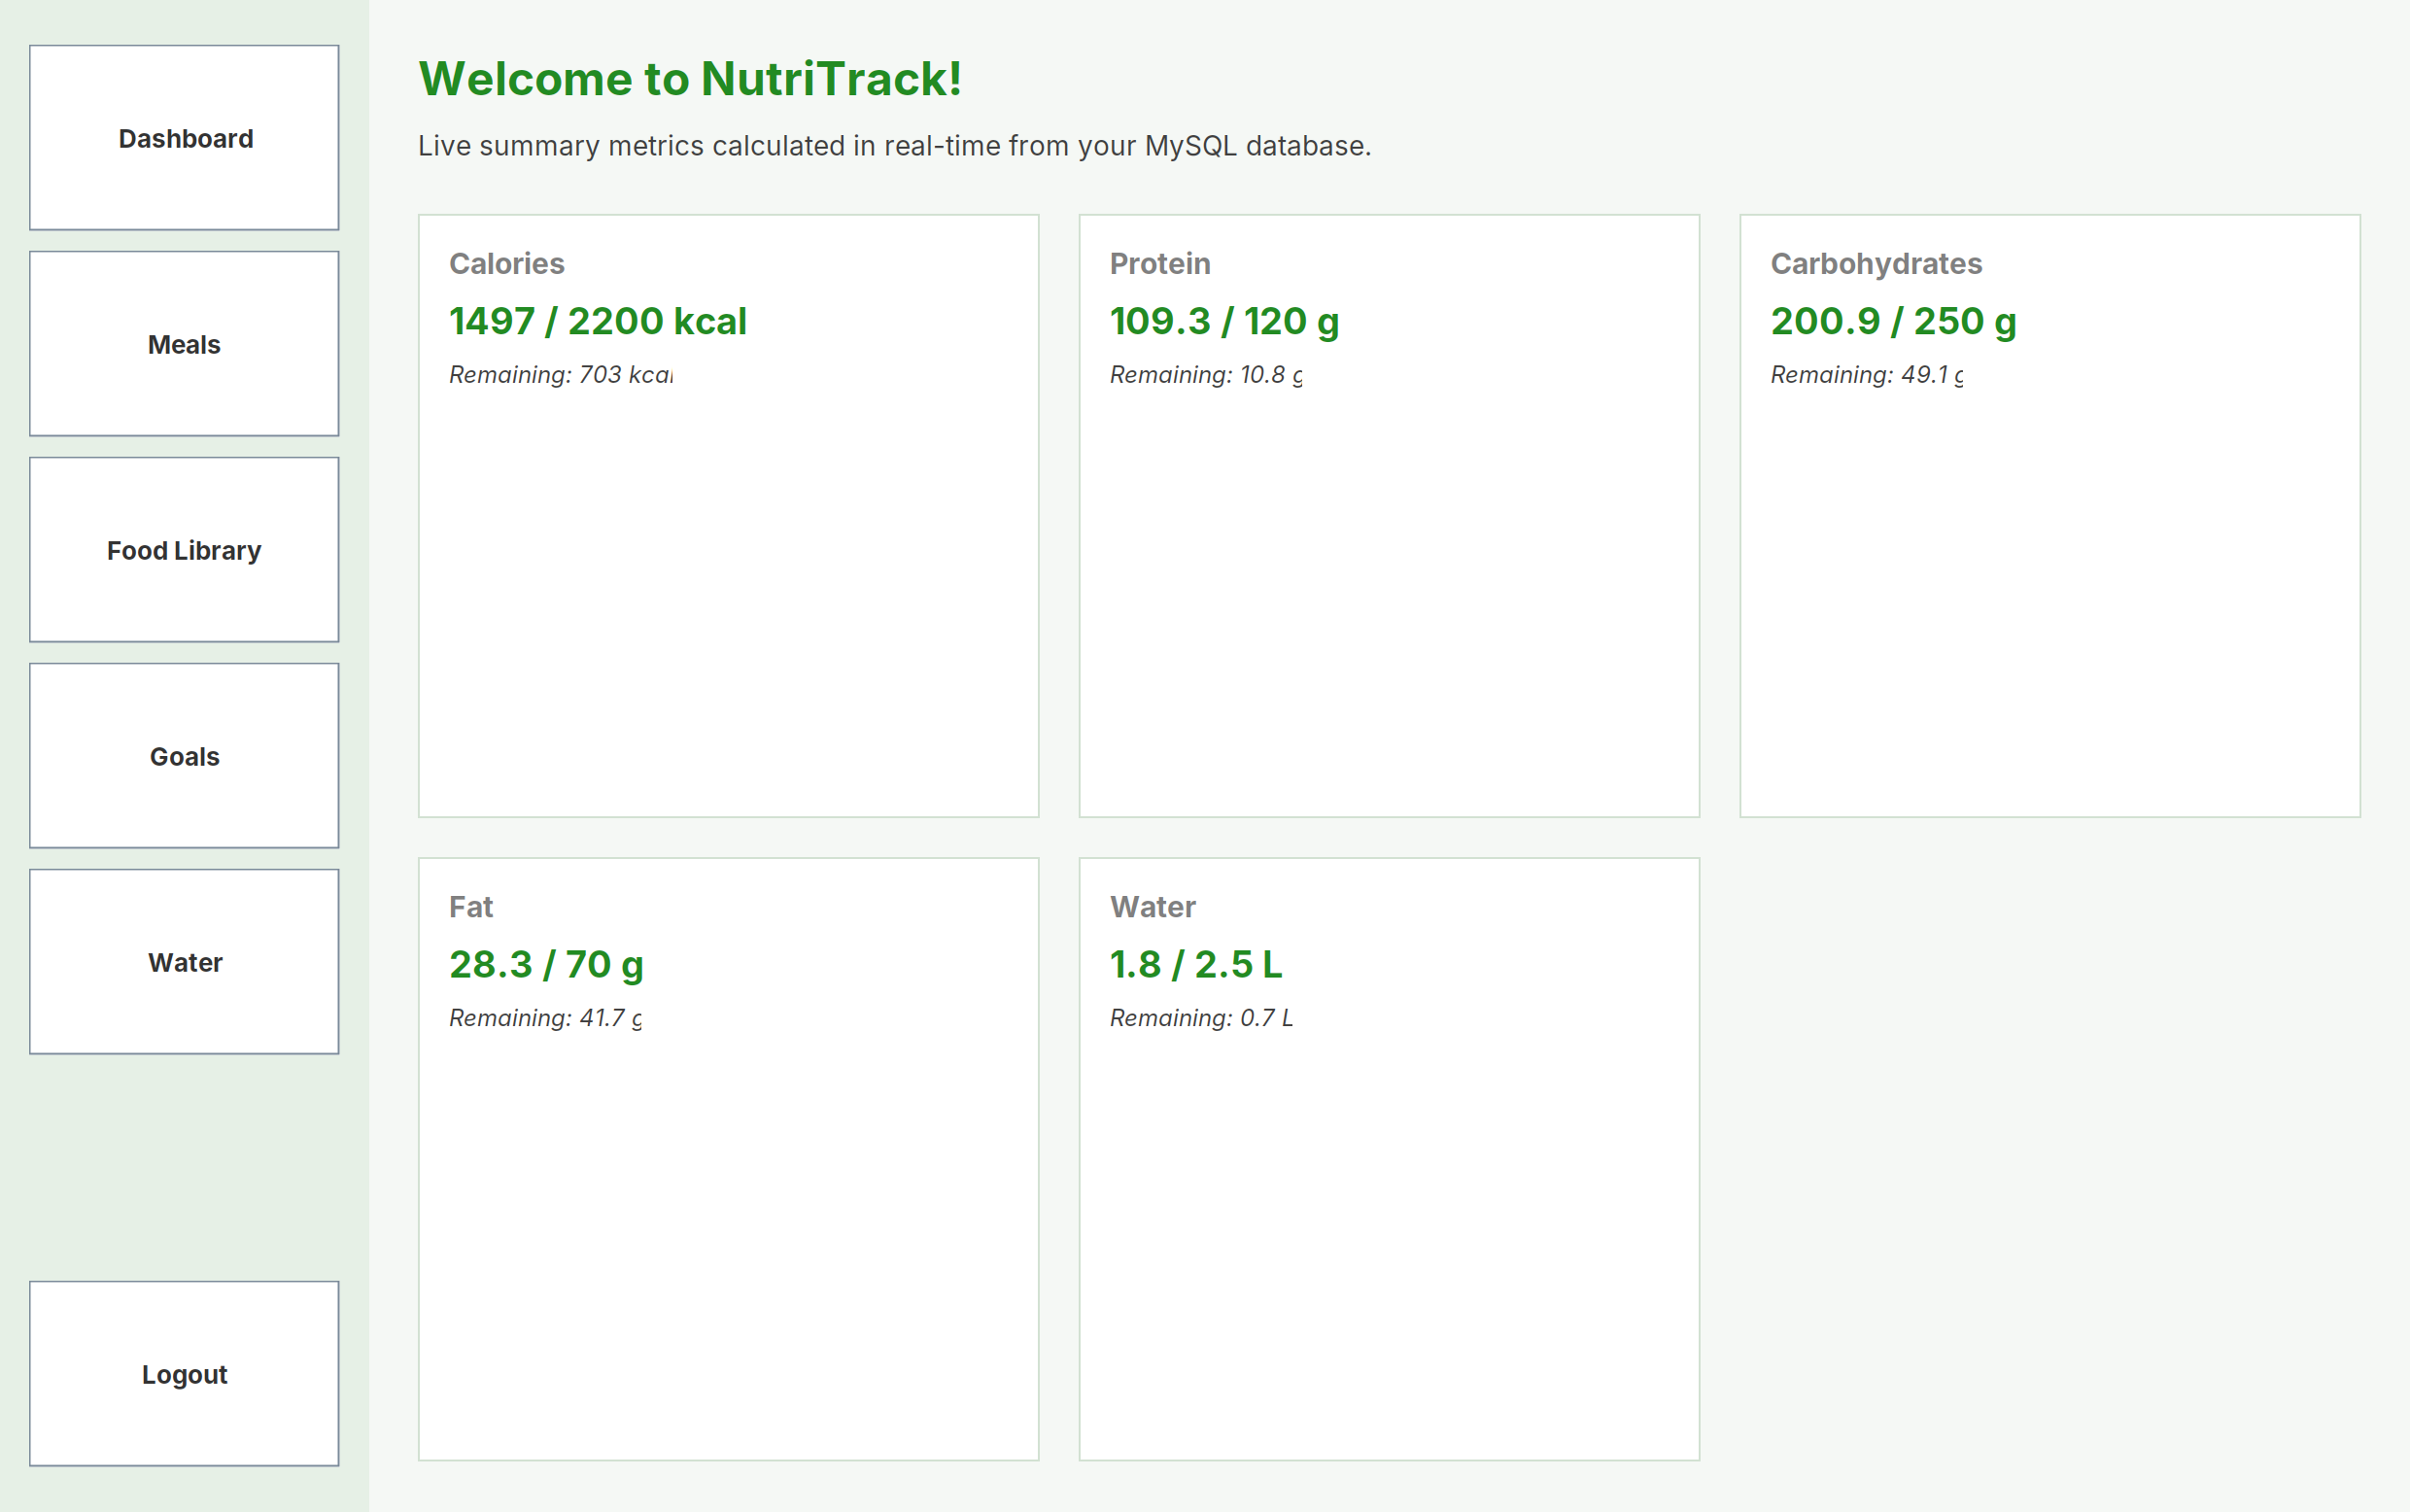 Dashboard
Meals
Food Library
Goals
Water
Logout
Welcome to NutriTrack!
Live summary metrics calculated in real-time from your MySQL database.
Calories
1497 / 2200 kcal
Remaining: 703 kcal
Protein
109.3 / 120 g
Remaining: 10.8 g
Carbohydrates
200.9 / 250 g
Remaining: 49.1 g
Fat
28.3 / 70 g
Remaining: 41.7 g
Water
1.8 / 2.5 L
Remaining: 0.7 L